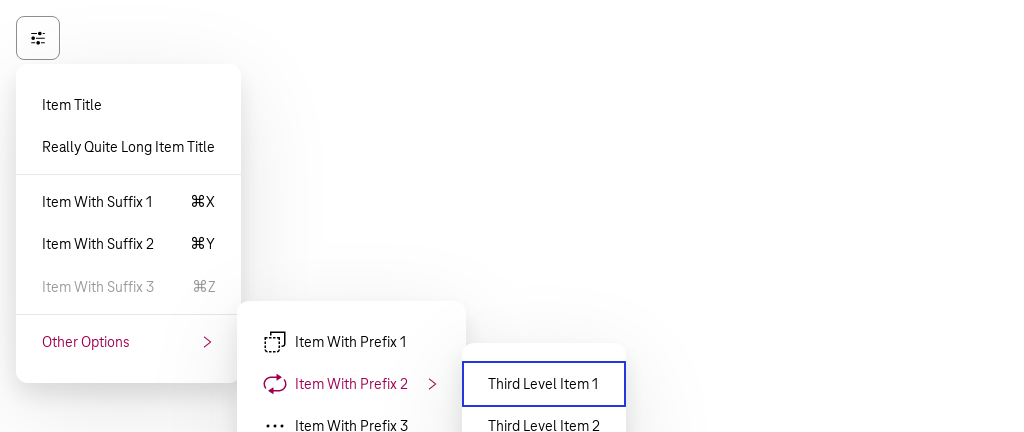 Item Title
Really Quite Long Item Title
Item With Suffix 1 ⌘X
Item With Suffix 2 ⌘Y
Item With Suffix 3 ⌘Z
Other Options
Item With Prefix 1
Item With Prefix 2
Item With Prefix 3
Third Level Item 1
Third Level Item 2